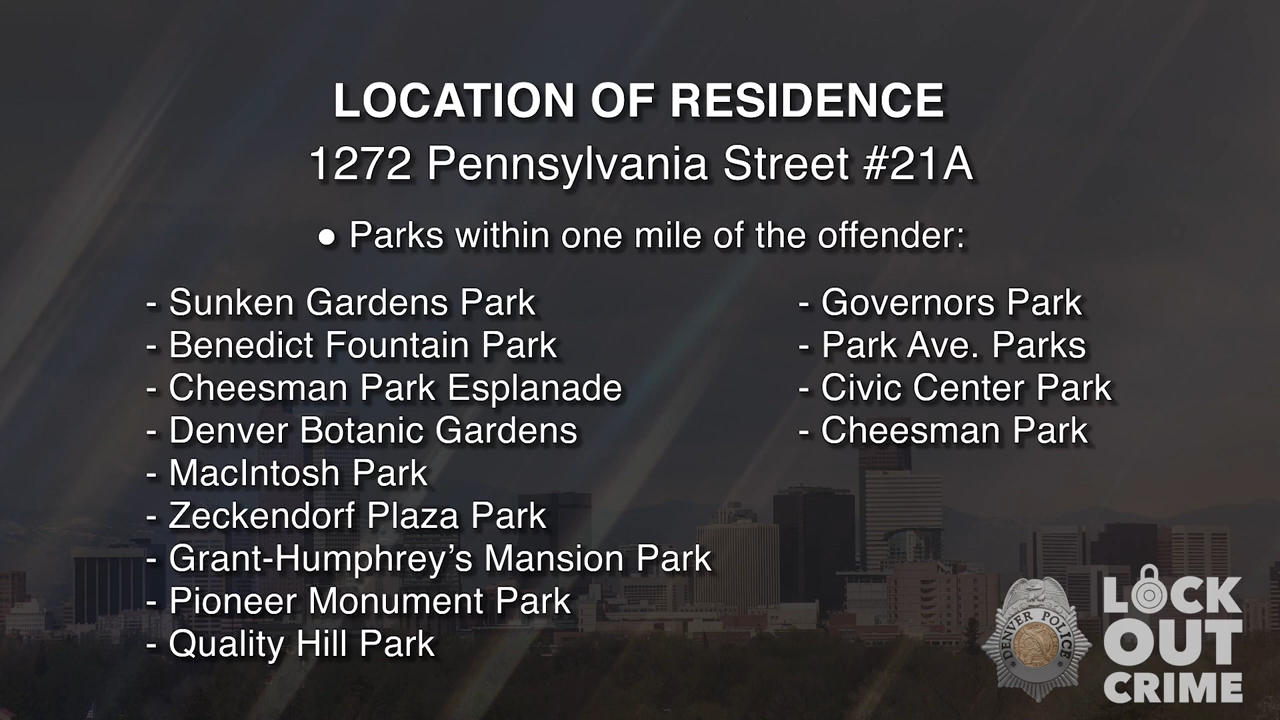 LOCATION OF RESIDENCE
1272 Pennsylvania Street #21A
● Parks within one mile of the offender:
- Sunken Gardens Park
- Benedict Fountain Park
- Cheesman Park Esplanade
- Denver Botanic Gardens
- MacIntosh Park
- Zeckendorf Plaza Park
- Grant-Humphrey’s Mansion Park
- Pioneer Monument Park
- Quality Hill Park
- Governors Park
- Park Ave. Parks
- Civic Center Park
- Cheesman Park
DENVER POLICE
LOCK
OUT
CRIME